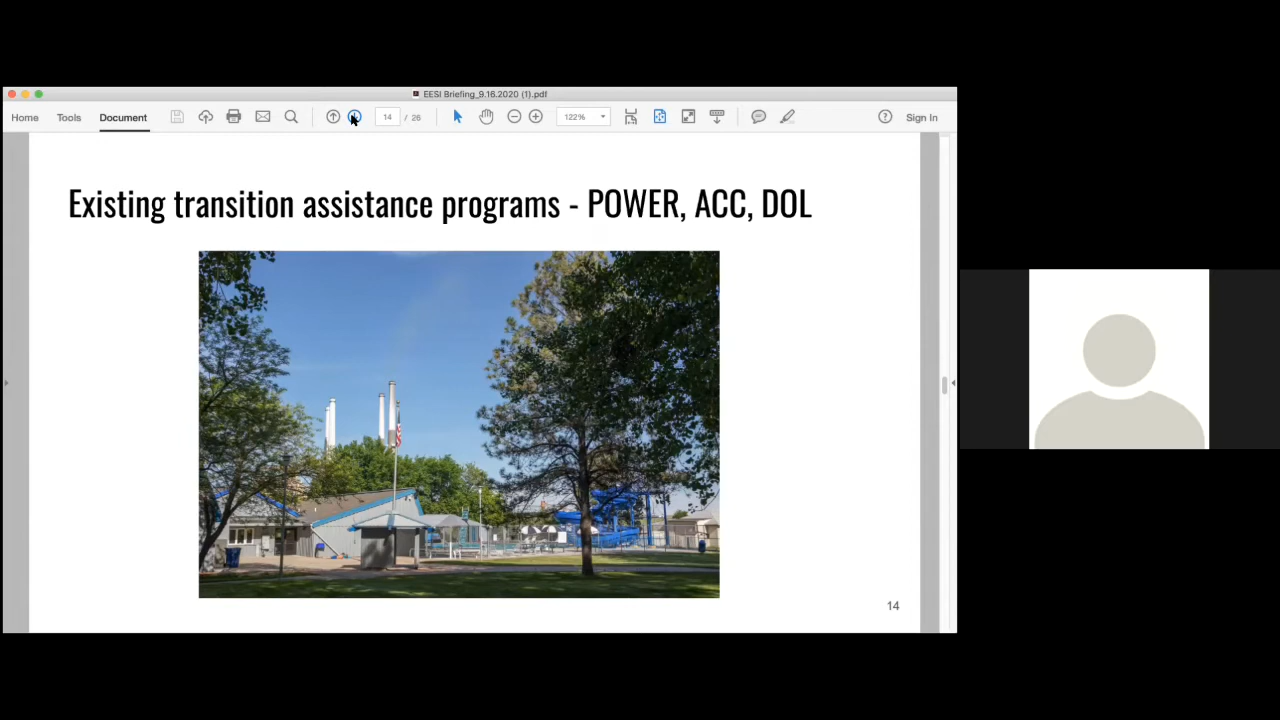 EESI Briefing_9.16.2020 (1).pdf
Home Tools Document 14 / 26 122% Sign In
Existing transition assistance programs - POWER, ACC, DOL
14